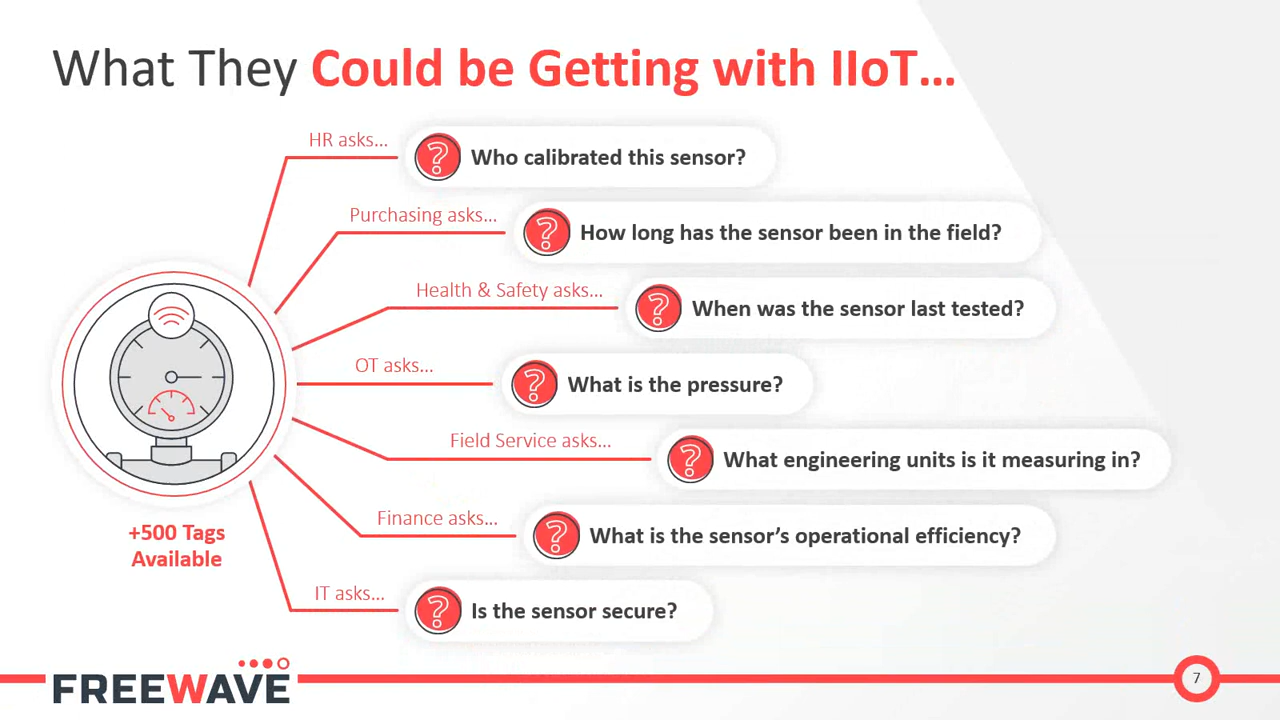 What They Could be Getting with IIoT...
HR asks...
Who calibrated this sensor?
Purchasing asks...
How long has the sensor been in the field?
Health & Safety asks...
When was the sensor last tested?
OT asks...
What is the pressure?
Field Service asks...
What engineering units is it measuring in?
Finance asks...
What is the sensor’s operational efficiency?
+500 Tags
Available
IT asks...
Is the sensor secure?
FREEWAVE
7